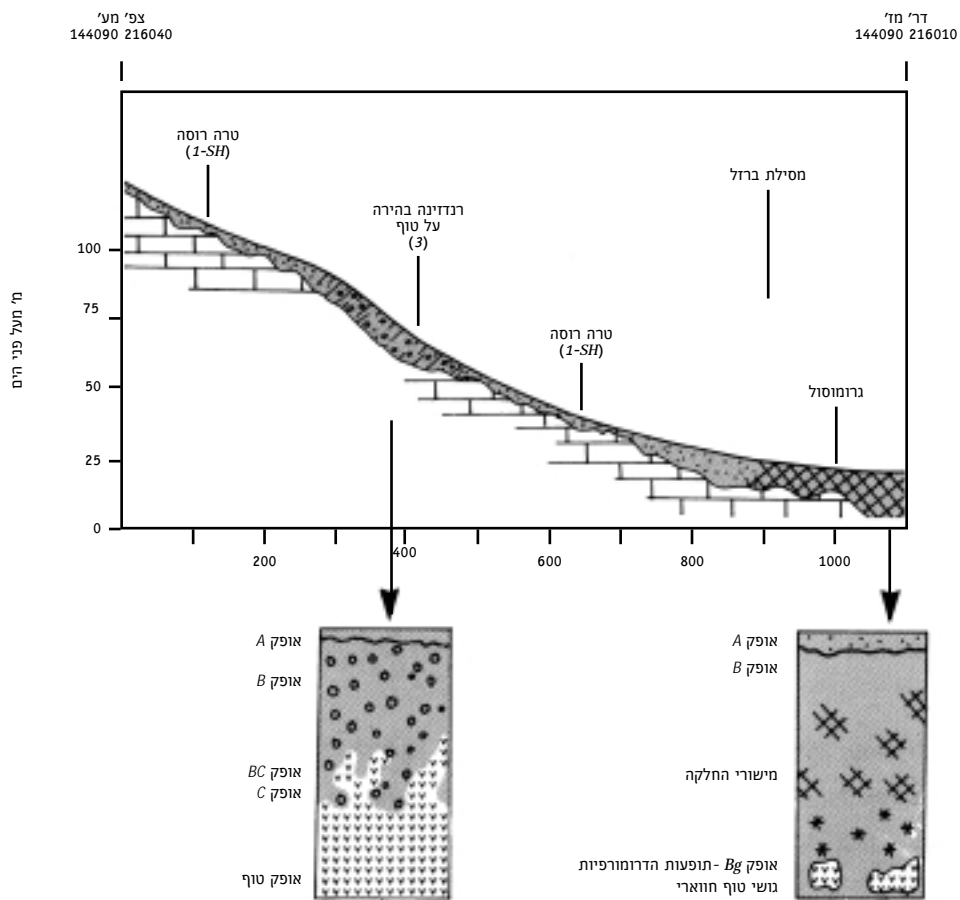 צפ' מע'
144090 216040
דר' מז'
144090 216010
טרה רוסה
(1-SH)
מסילת ברזל
רנדזינה בהירה
על טוף
(3)
טרה רוסה
(1-SH)
גרומוסול
מ' מעל פני הים
100
75
50
25
0
200
400
600
800
1000
אופק A
אופק B
אופק BC
אופק C
אופק טוף
אופק A
אופק B
מישורי החלקה
אופק Bg - תופעות הדרומורפיות
גושי טוף חווארי